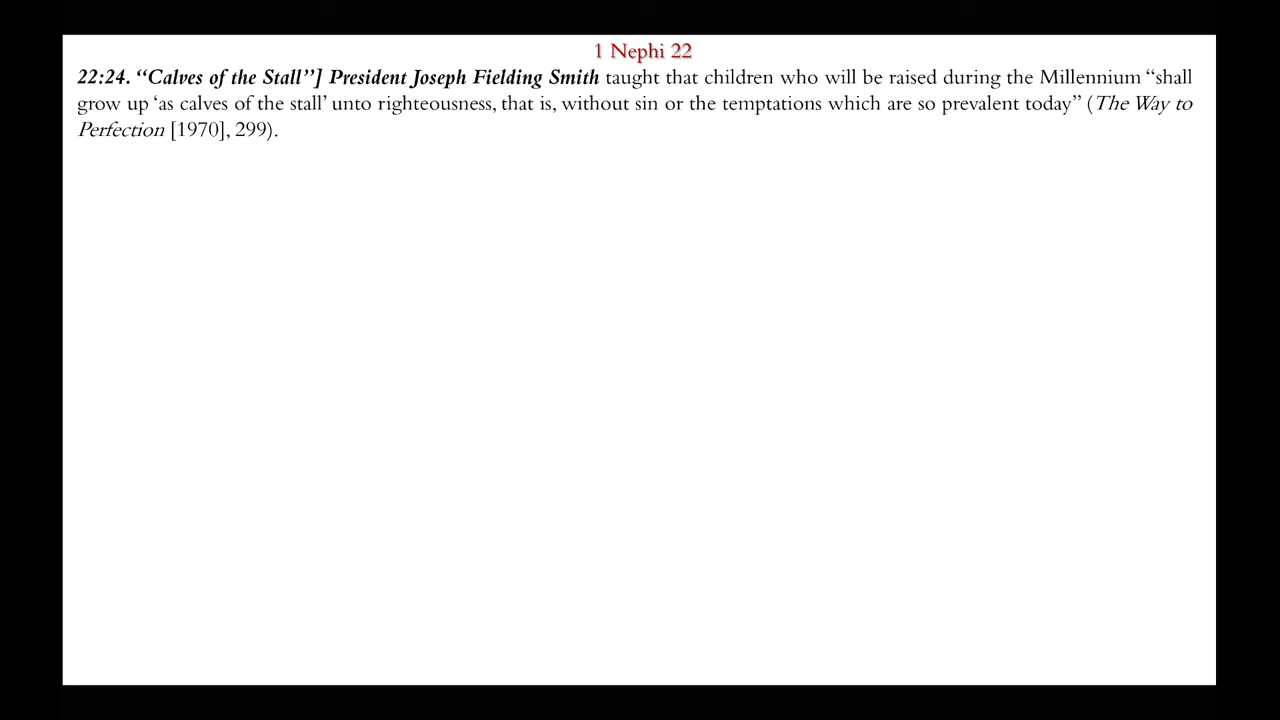 1 Nephi 22
22:24. “Calves of the Stall”] President Joseph Fielding Smith taught that children who will be raised during the Millennium “shall
grow up ‘as calves of the stall’ unto righteousness, that is, without sin or the temptations which are so prevalent today” (The Way to
Perfection [1970], 299).